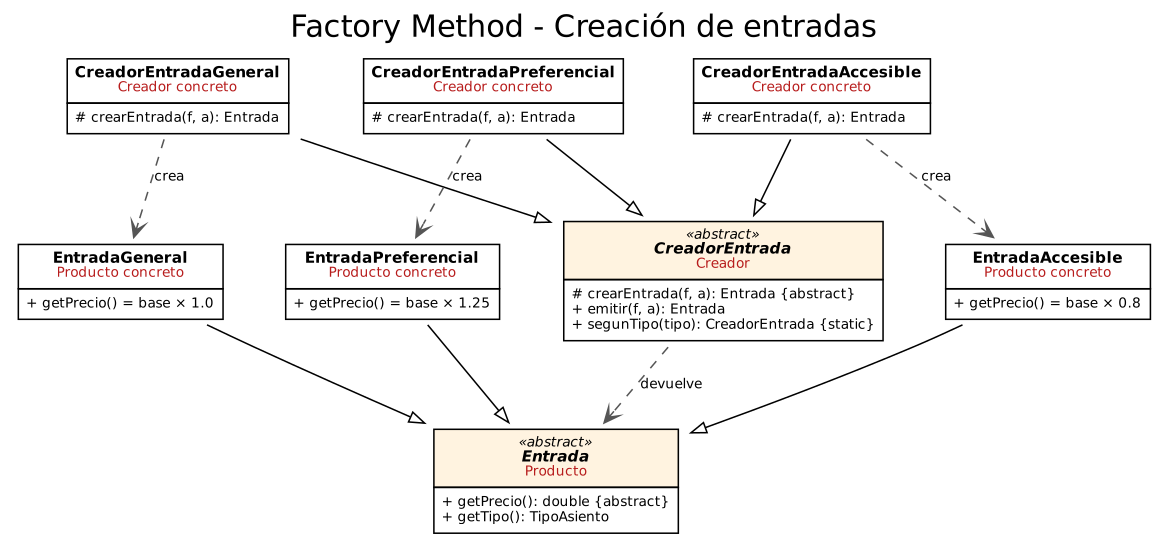 Factory Method - Creación de entradas
CreadorEntradaGeneral
Creador concreto
# crearEntrada(f, a): Entrada
CreadorEntradaPreferencial
Creador concreto
# crearEntrada(f, a): Entrada
CreadorEntradaAccesible
Creador concreto
# crearEntrada(f, a): Entrada
crea
crea
crea
EntradaGeneral
Producto concreto
+ getPrecio() = base × 1.0
EntradaPreferencial
Producto concreto
+ getPrecio() = base × 1.25
«abstract»
CreadorEntrada
Creador
# crearEntrada(f, a): Entrada {abstract}
+ emitir(f, a): Entrada
+ segunTipo(tipo): CreadorEntrada {static}
EntradaAccesible
Producto concreto
+ getPrecio() = base × 0.8
devuelve
«abstract»
Entrada
Producto
+ getPrecio(): double {abstract}
+ getTipo(): TipoAsiento